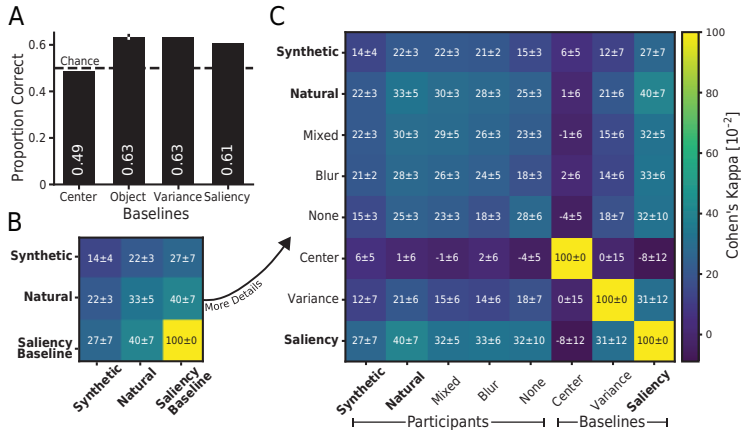 A
Proportion Correct
0.6
0.4
0.2
0
Chance
0.49
0.63
0.63
0.61
Center Object Variance Saliency
Baselines
B
Synthetic 14±4 22±3 27±7
Natural 22±3 33±5 40±7
Saliency
Baseline
27±7 40±7 100±0
Synthetic
Natural
Saliency
Baseline
More Details
C
Synthetic 14±4 22±3 22±3 21±2 15±3 6±5 12±7 27±7
Natural 22±3 33±5 30±3 28±3 25±3 1±6 21±6 40±7
Mixed 22±3 30±3 29±5 26±3 23±3 -1±6 15±6 32±5
Blur 21±2 28±3 26±3 24±5 18±3 2±6 14±6 33±6
None 15±3 25±3 23±3 18±3 28±6 -4±5 18±7 32±10
Center 6±5 1±6 -1±6 2±6 -4±5 100±0 0±15 -8±12
Variance 12±7 21±6 15±6 14±6 18±7 0±15 100±0 31±12
Saliency 27±7 40±7 32±5 33±6 32±10 -8±12 31±12 100±0
Synthetic
Natural
Mixed
Blur
None
Center
Variance
Saliency
Participants
Baselines
100
80
60
40
20
0
Cohen's Kappa [10⁻²]